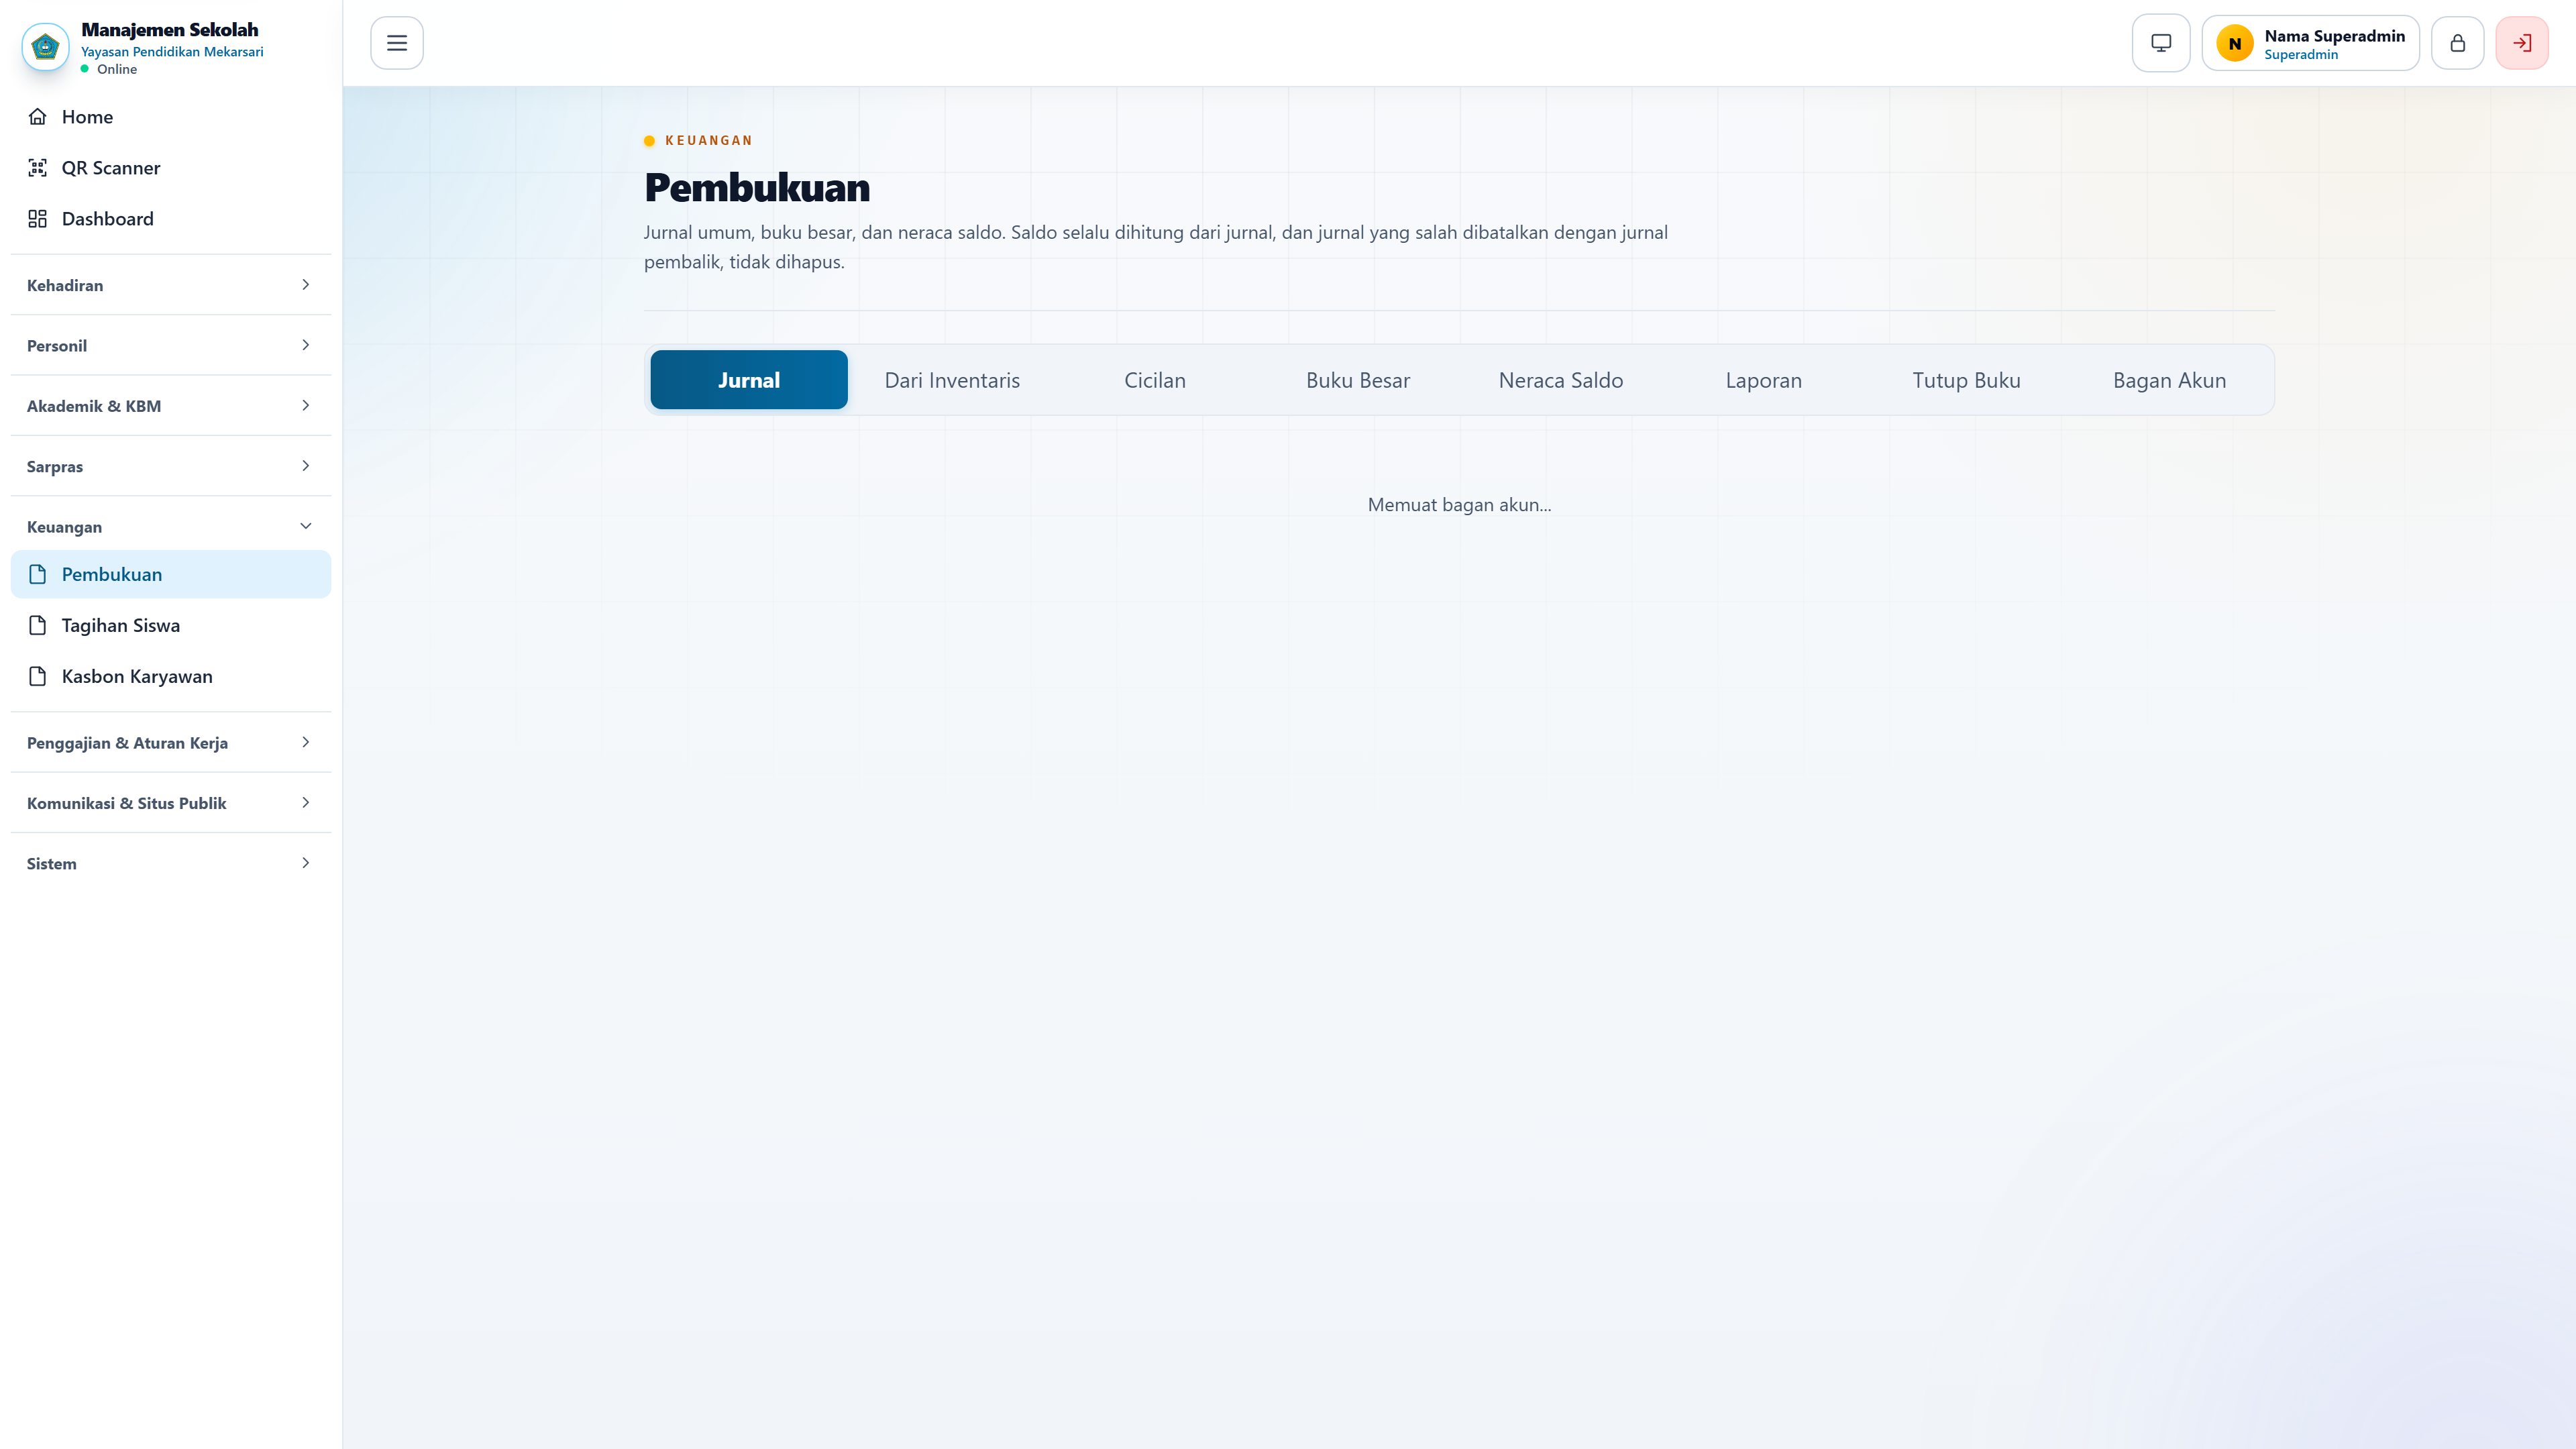 Manajemen Sekolah
Yayasan Pendidikan Mekarsari
Online
Home
QR Scanner
Dashboard
Kehadiran
Personil
Akademik & KBM
Sarpras
Keuangan
Pembukuan
Tagihan Siswa
Kasbon Karyawan
Penggajian & Aturan Kerja
Komunikasi & Situs Publik
Sistem
N
Nama Superadmin
Superadmin
KEUANGAN
Pembukuan
Jurnal umum, buku besar, dan neraca saldo. Saldo selalu dihitung dari jurnal, dan jurnal yang salah dibatalkan dengan jurnal
pembalik, tidak dihapus.
Jurnal
Dari Inventaris
Cicilan
Buku Besar
Neraca Saldo
Laporan
Tutup Buku
Bagan Akun
Memuat bagan akun...